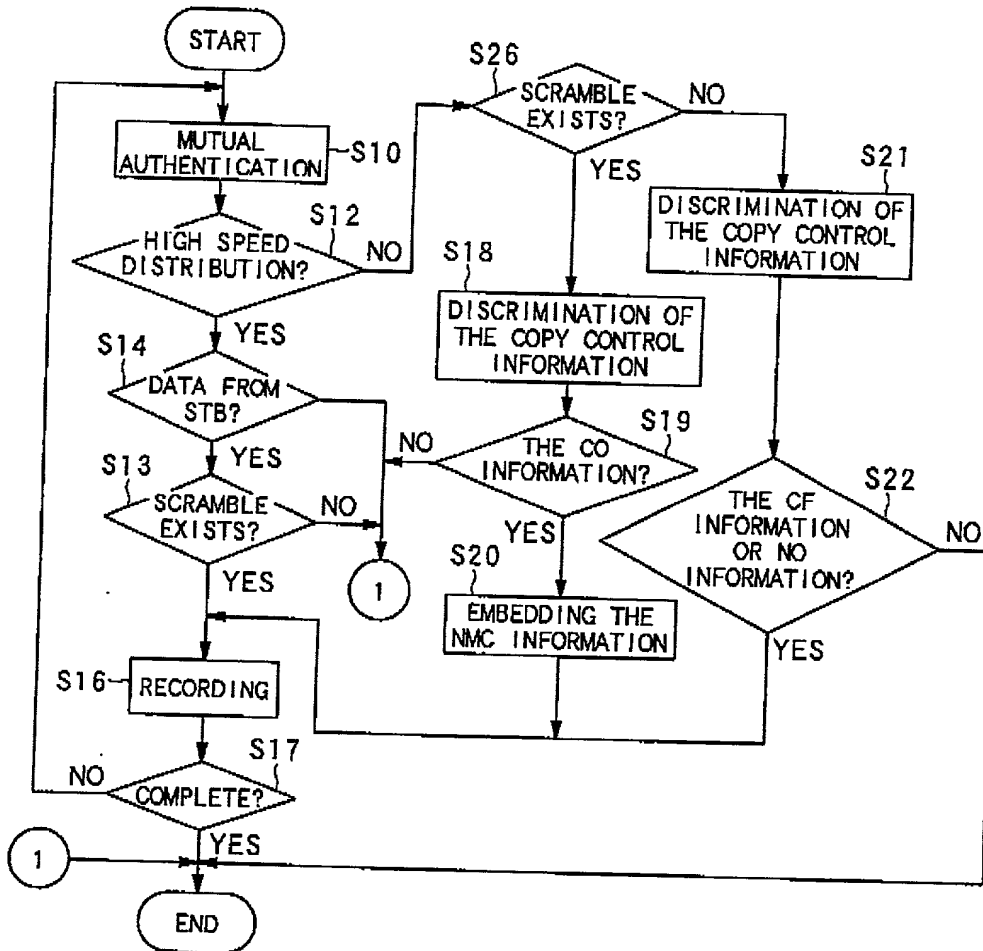 START
MUTUAL
AUTHENTICATION
S10
HIGH SPEED
DISTRIBUTION?
S12
NO
YES
S14
DATA FROM
STB?
YES
S13
SCRAMBLE
EXISTS?
NO
YES
1
S16
RECORDING
S17
COMPLETE?
NO
YES
1
END
S26
SCRAMBLE
EXISTS?
NO
YES
S18
DISCRIMINATION OF
THE COPY CONTROL
INFORMATION
S19
THE CO
INFORMATION?
NO
YES
S20
EMBEDDING THE
NMC INFORMATION
S21
DISCRIMINATION OF
THE COPY CONTROL
INFORMATION
S22
THE CF
INFORMATION
OR NO
INFORMATION?
NO
YES